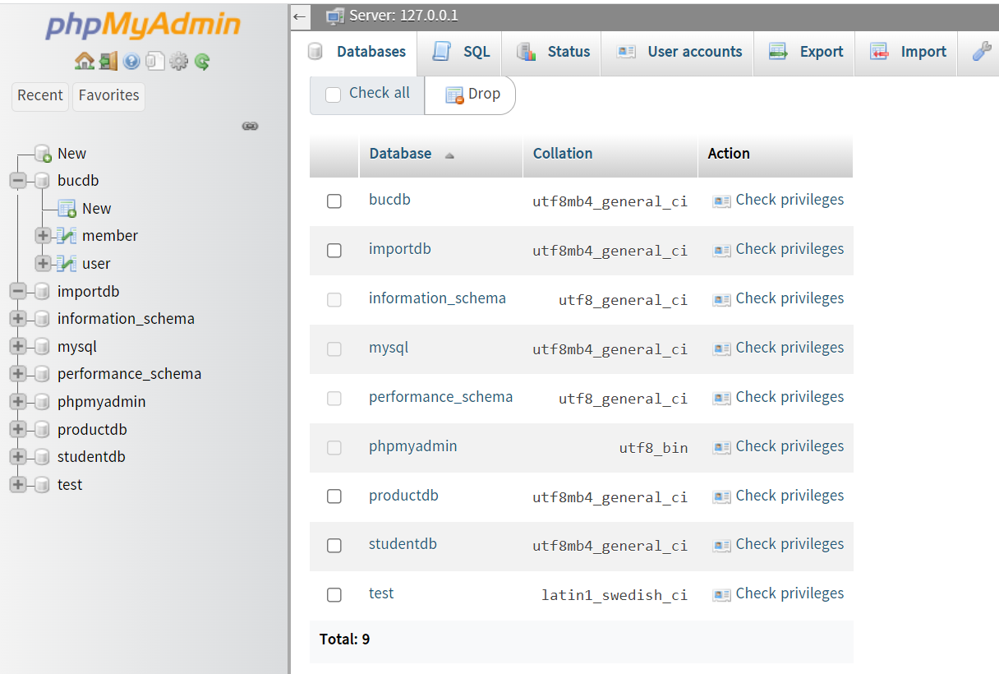 phpMyAdmin
Recent Favorites
New
bucdb
New
member
user
importdb
information_schema
mysql
performance_schema
phpmyadmin
productdb
studentdb
test
Server: 127.0.0.1
Databases SQL Status User accounts Export Import
Check all Drop
Database Collation Action
bucdb utf8mb4_general_ci Check privileges
importdb utf8mb4_general_ci Check privileges
information_schema utf8_general_ci Check privileges
mysql utf8mb4_general_ci Check privileges
performance_schema utf8_general_ci Check privileges
phpmyadmin utf8_bin Check privileges
productdb utf8mb4_general_ci Check privileges
studentdb utf8mb4_general_ci Check privileges
test latin1_swedish_ci Check privileges
Total: 9